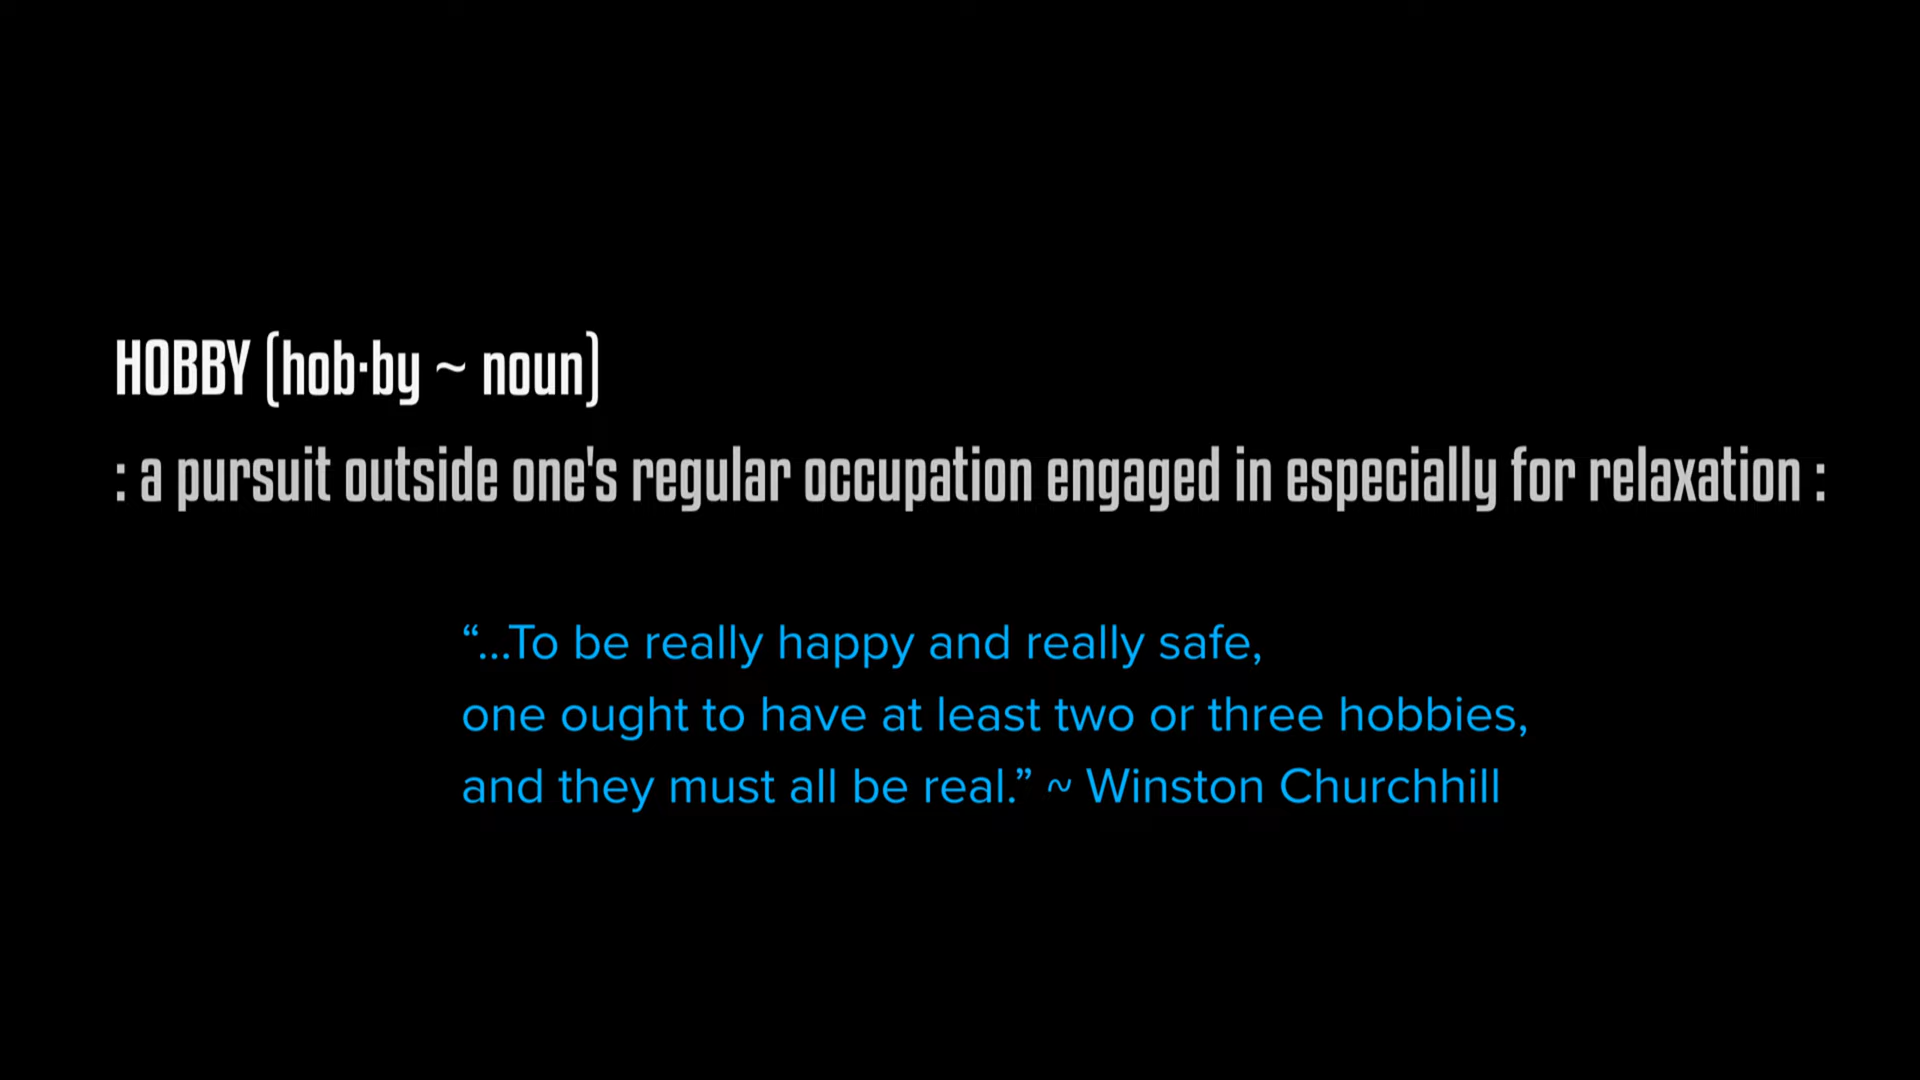 HOBBY (hob·by ~ noun)
: a pursuit outside one's regular occupation engaged in especially for relaxation :
“...To be really happy and really safe,
one ought to have at least two or three hobbies,
and they must all be real.” ~ Winston Churchhill